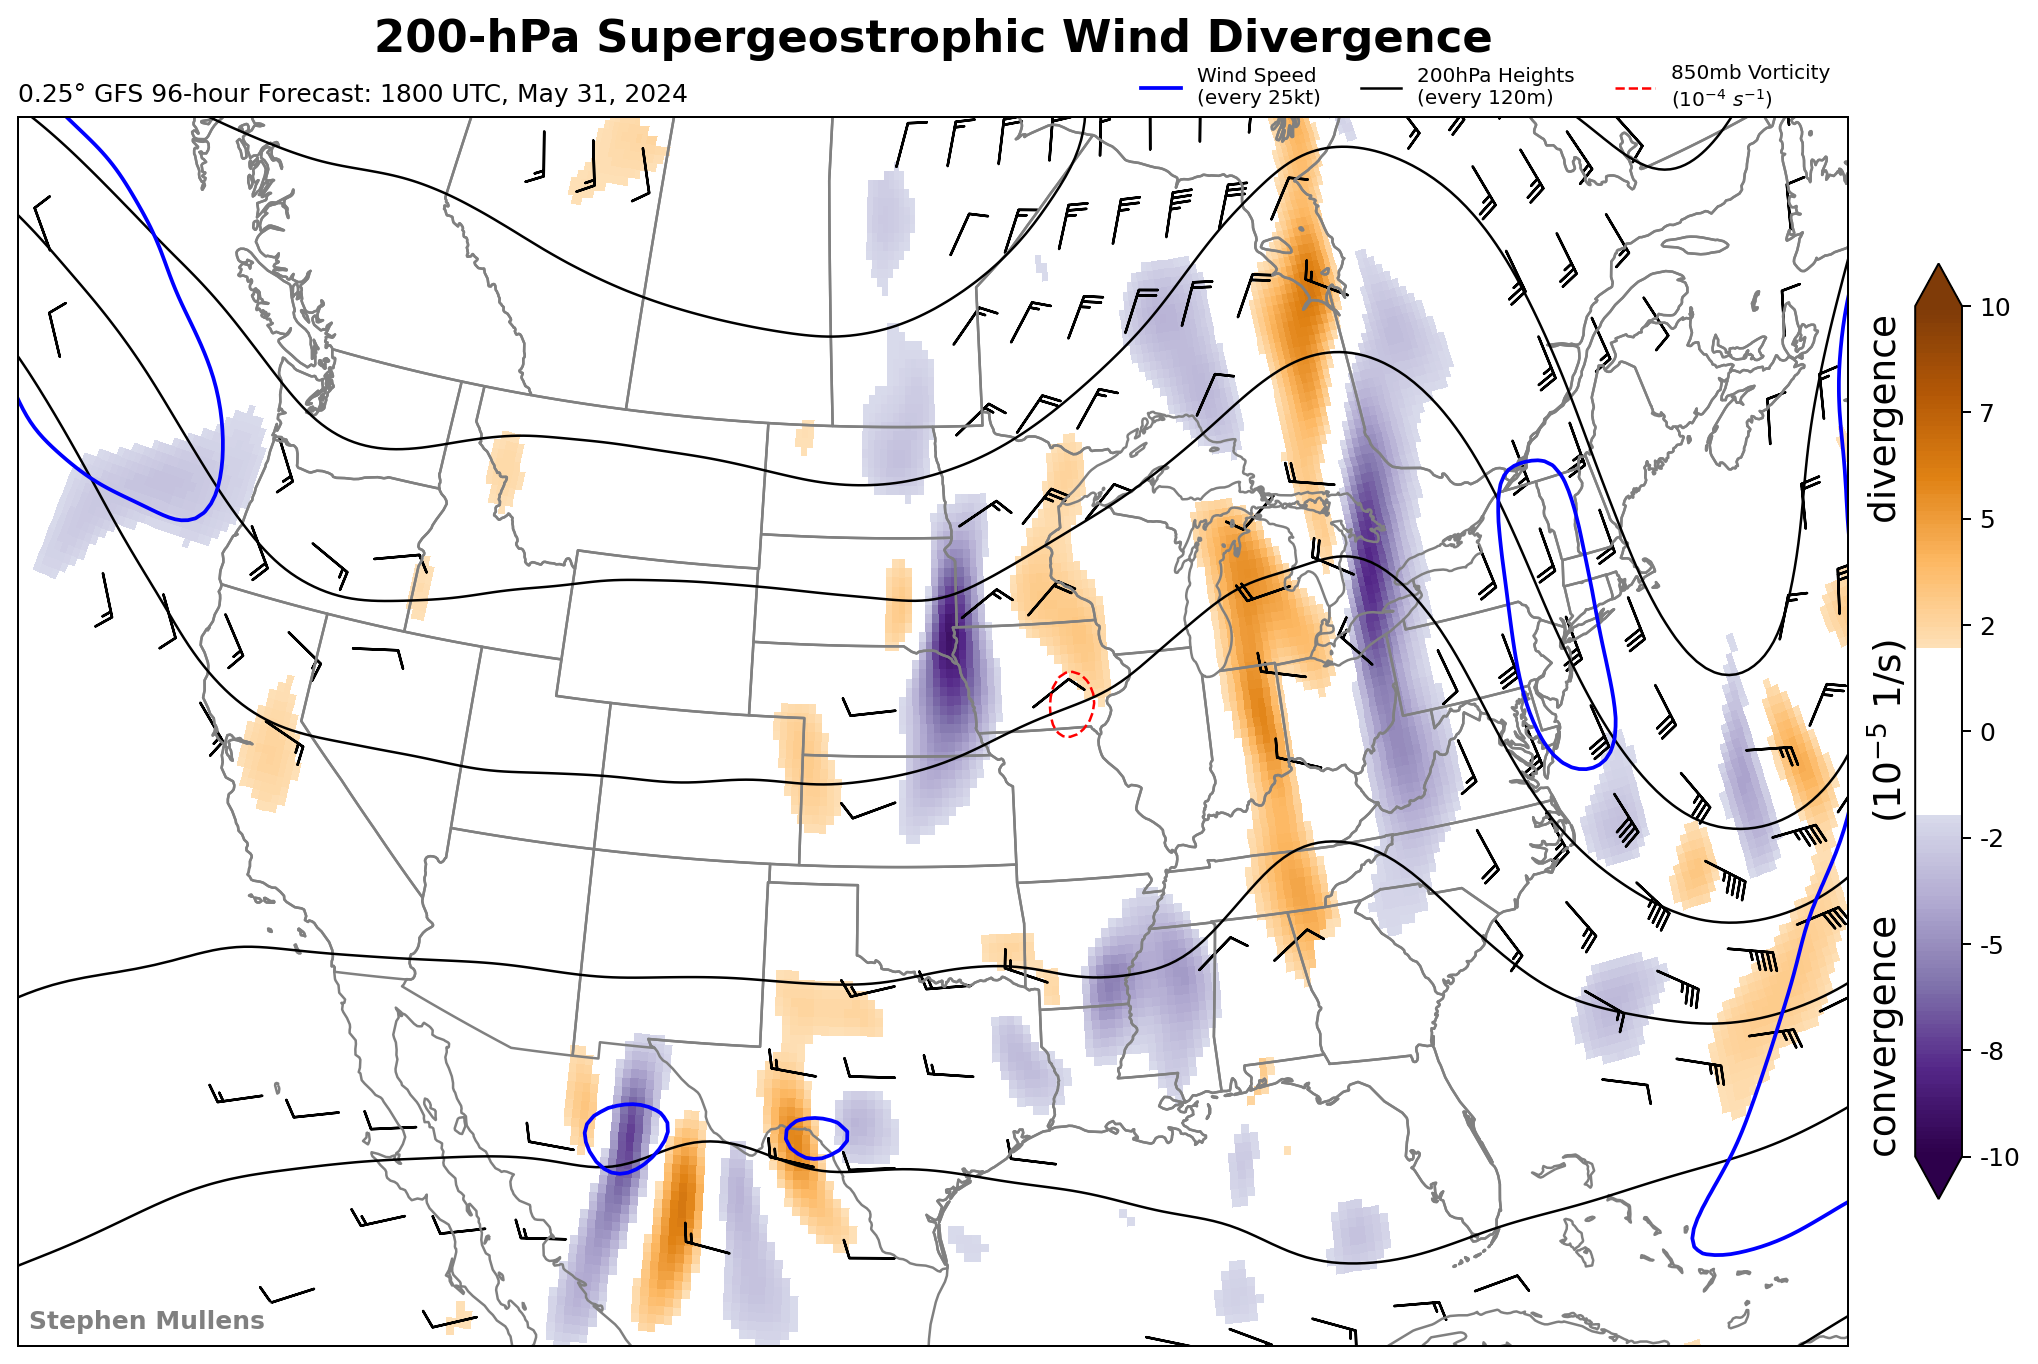 200-hPa Supergeostrophic Wind Divergence
0.25° GFS 96-hour Forecast: 1800 UTC, May 31, 2024
Wind Speed
(every 25kt)
200hPa Heights
(every 120m)
850mb Vorticity
(10⁻⁴ s⁻¹)
10
7
5
2
0
-2
-5
-8
-10
convergence (10⁻⁵ 1/s) divergence
Stephen Mullens